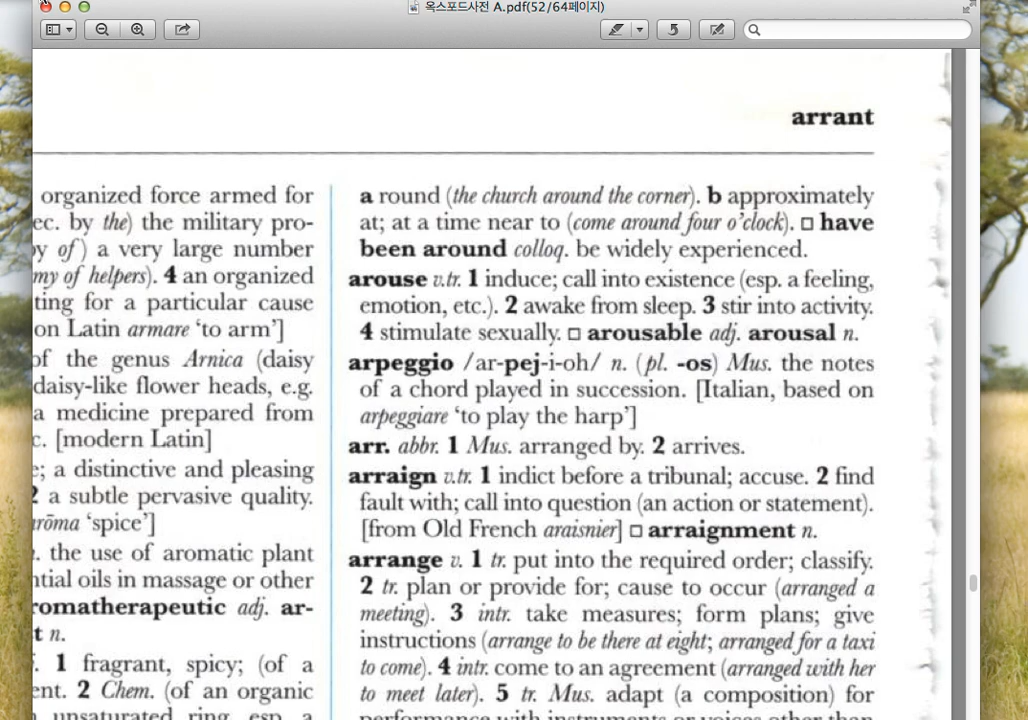 옥스포드사전 A.pdf(52/64페이지)
arrant
organized force armed for
ec. by the) the military pro-
of) a very large number
my of helpers). 4 an organized
ting for a particular cause
on Latin armare ‘to arm’]
of the genus Arnica (daisy
daisy-like flower heads, e.g.
a medicine prepared from
c. [modern Latin]
e; a distinctive and pleasing
2 a subtle pervasive quality.
arōma ‘spice’]
. the use of aromatic plant
ntial oils in massage or other
romatherapeutic adj. ar-
t n.
. 1 fragrant, spicy; (of a
ent. 2 Chem. (of an organic
unsaturated ring, esp. a
a round (the church around the corner). b approximately
at; at a time near to (come around four o’clock). □ have
been around colloq. be widely experienced.
arouse v.tr. 1 induce; call into existence (esp. a feeling,
emotion, etc.). 2 awake from sleep. 3 stir into activity.
4 stimulate sexually. □ arousable adj. arousal n.
arpeggio /ar-pej-i-oh/ n. (pl. -os) Mus. the notes
of a chord played in succession. [Italian, based on
arpeggiare ‘to play the harp’]
arr. abbr. 1 Mus. arranged by. 2 arrives.
arraign v.tr. 1 indict before a tribunal; accuse. 2 find
fault with; call into question (an action or statement).
[from Old French araisnier] □ arraignment n.
arrange v. 1 tr. put into the required order; classify.
2 tr. plan or provide for; cause to occur (arranged a
meeting). 3 intr. take measures; form plans; give
instructions (arrange to be there at eight; arranged for a taxi
to come). 4 intr. come to an agreement (arranged with her
to meet later). 5 tr. Mus. adapt (a composition) for
performance with instruments or voices other than